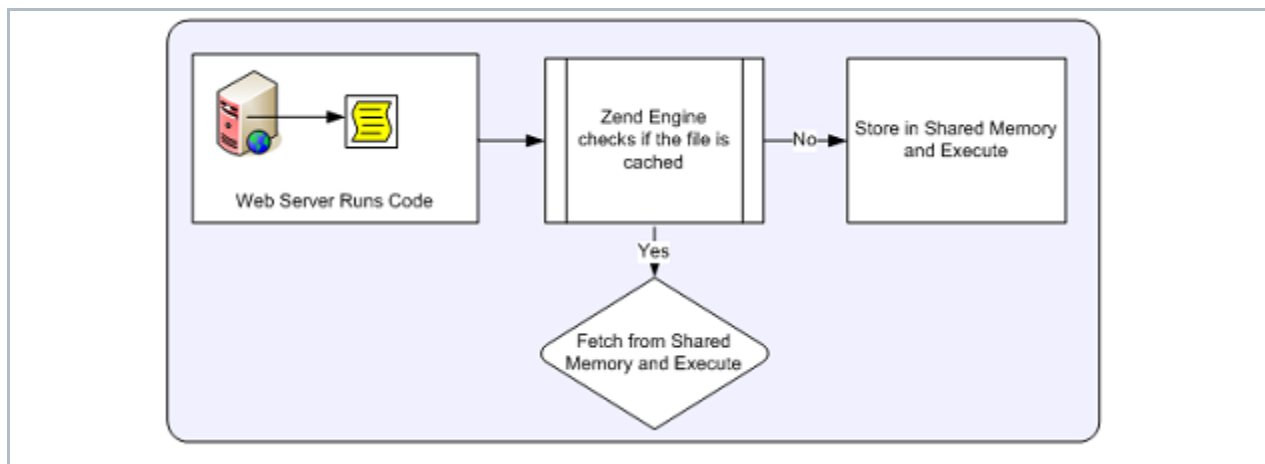 Web Server Runs Code
Zend Engine
checks if the file is
cached
No
Store in Shared Memory
and Execute
Yes
Fetch from Shared
Memory and Execute